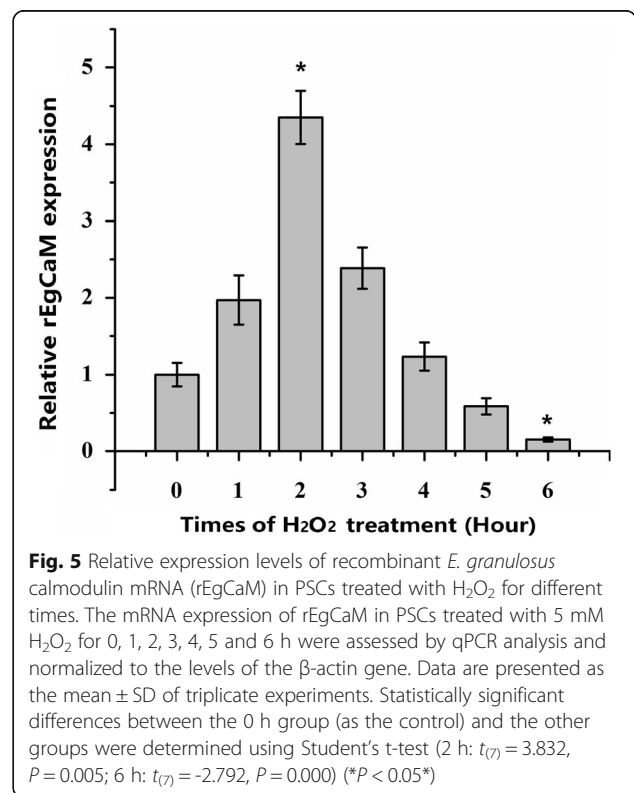 Relative rEgCaM expression
5
4
3
2
1
0
*
*
0 1 2 3 4 5 6
Times of H₂O₂ treatment (Hour)
Fig. 5 Relative expression levels of recombinant E. granulosus
calmodulin mRNA (rEgCaM) in PSCs treated with H₂O₂ for different
times. The mRNA expression of rEgCaM in PSCs treated with 5 mM
H₂O₂ for 0, 1, 2, 3, 4, 5 and 6 h were assessed by qPCR analysis and
normalized to the levels of the β-actin gene. Data are presented as
the mean ± SD of triplicate experiments. Statistically significant
differences between the 0 h group (as the control) and the other
groups were determined using Student's t-test (2 h: t₍₇₎ = 3.832,
P = 0.005; 6 h: t₍₇₎ = -2.792, P = 0.000) (*P < 0.05*)